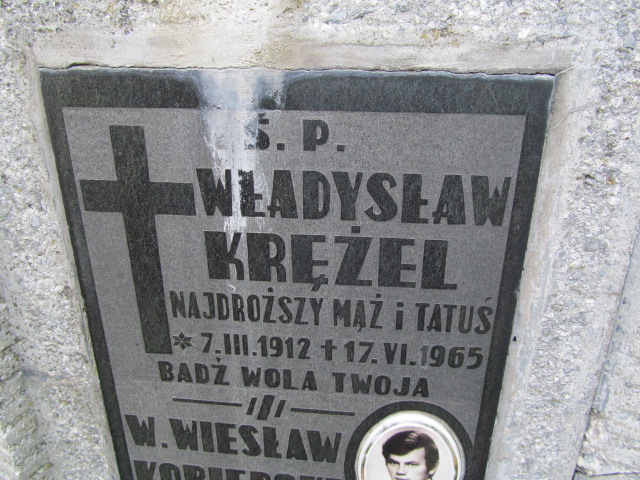 Ś. P.
WŁADYSŁAW
KRĘŻEL
NAJDROŻSZY MĄŻ i TATUŚ
* 7.III.1912 + 17.VI.1965
BADŹ WOLA TWOJA
W. WIESŁAW